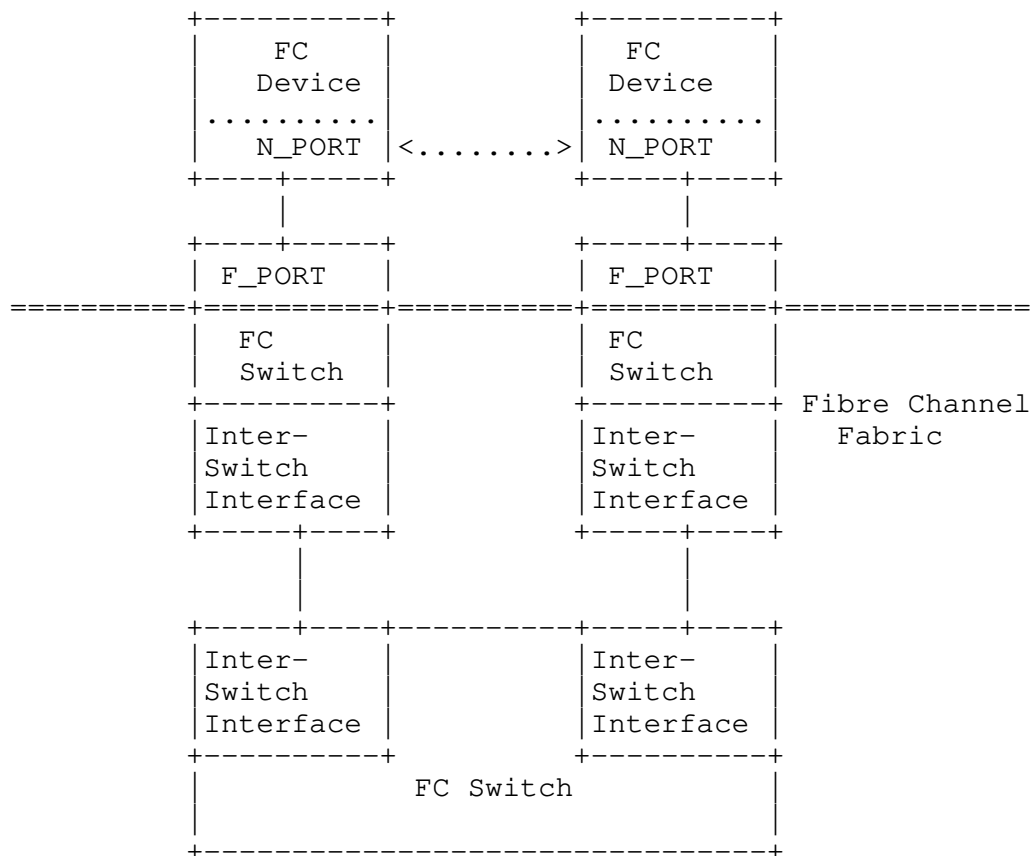 FC FC
Device Device
.......... ..........
N_PORT <........> N_PORT
F_PORT F_PORT
FC FC
Switch Switch
Fibre Channel
Inter- Inter- Fabric
Switch Switch
Interface Interface
Inter- Inter-
Switch Switch
Interface Interface
FC Switch